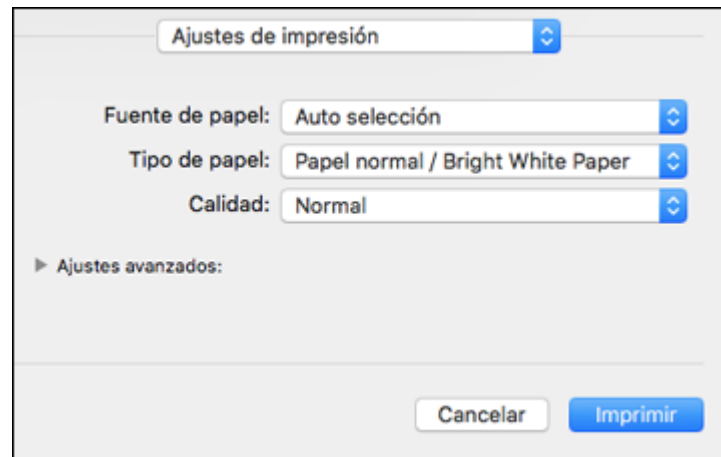 Ajustes de impresión
Fuente de papel: Auto selección
Tipo de papel: Papel normal / Bright White Paper
Calidad: Normal
Ajustes avanzados:
Cancelar Imprimir